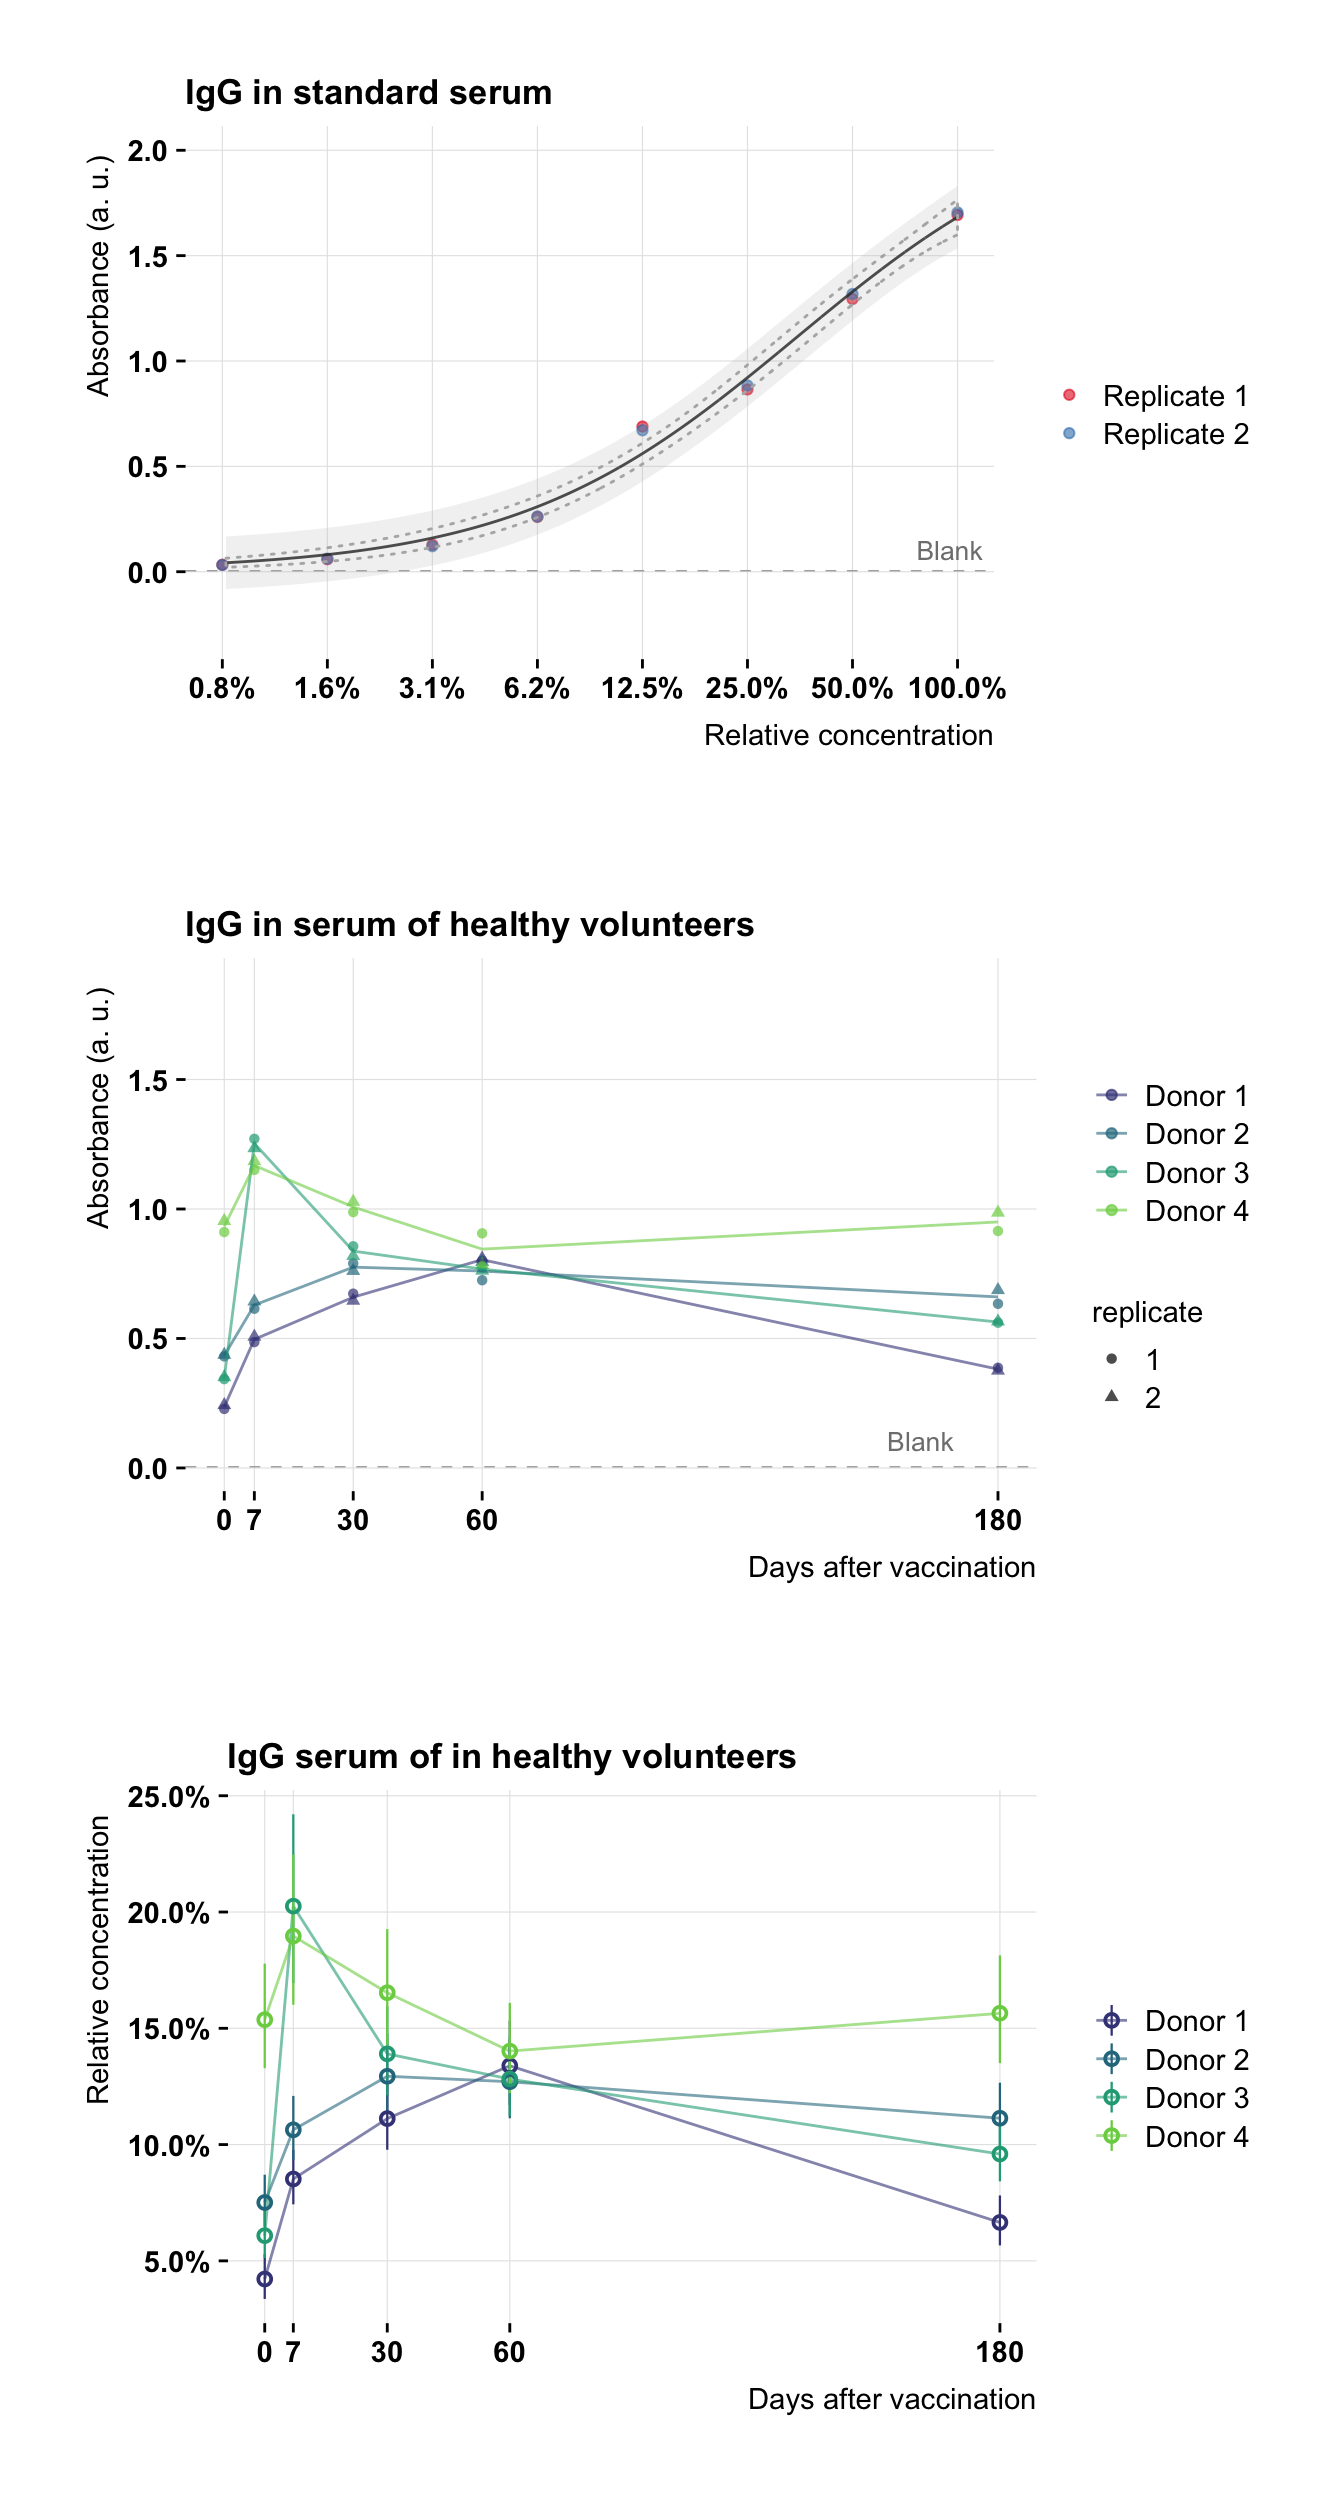 IgG in standard serum
Absorbance (a. u.)
2.0
1.5
1.0
0.5
0.0
Blank
0.8% 1.6% 3.1% 6.2% 12.5% 25.0% 50.0% 100.0%
Relative concentration
Replicate 1
Replicate 2
IgG in serum of healthy volunteers
Absorbance (a. u.)
1.5
1.0
0.5
0.0
Blank
0 7 30 60 180
Days after vaccination
Donor 1
Donor 2
Donor 3
Donor 4
replicate
1
2
IgG serum of in healthy volunteers
Relative concentration
25.0%
20.0%
15.0%
10.0%
5.0%
0 7 30 60 180
Days after vaccination
Donor 1
Donor 2
Donor 3
Donor 4